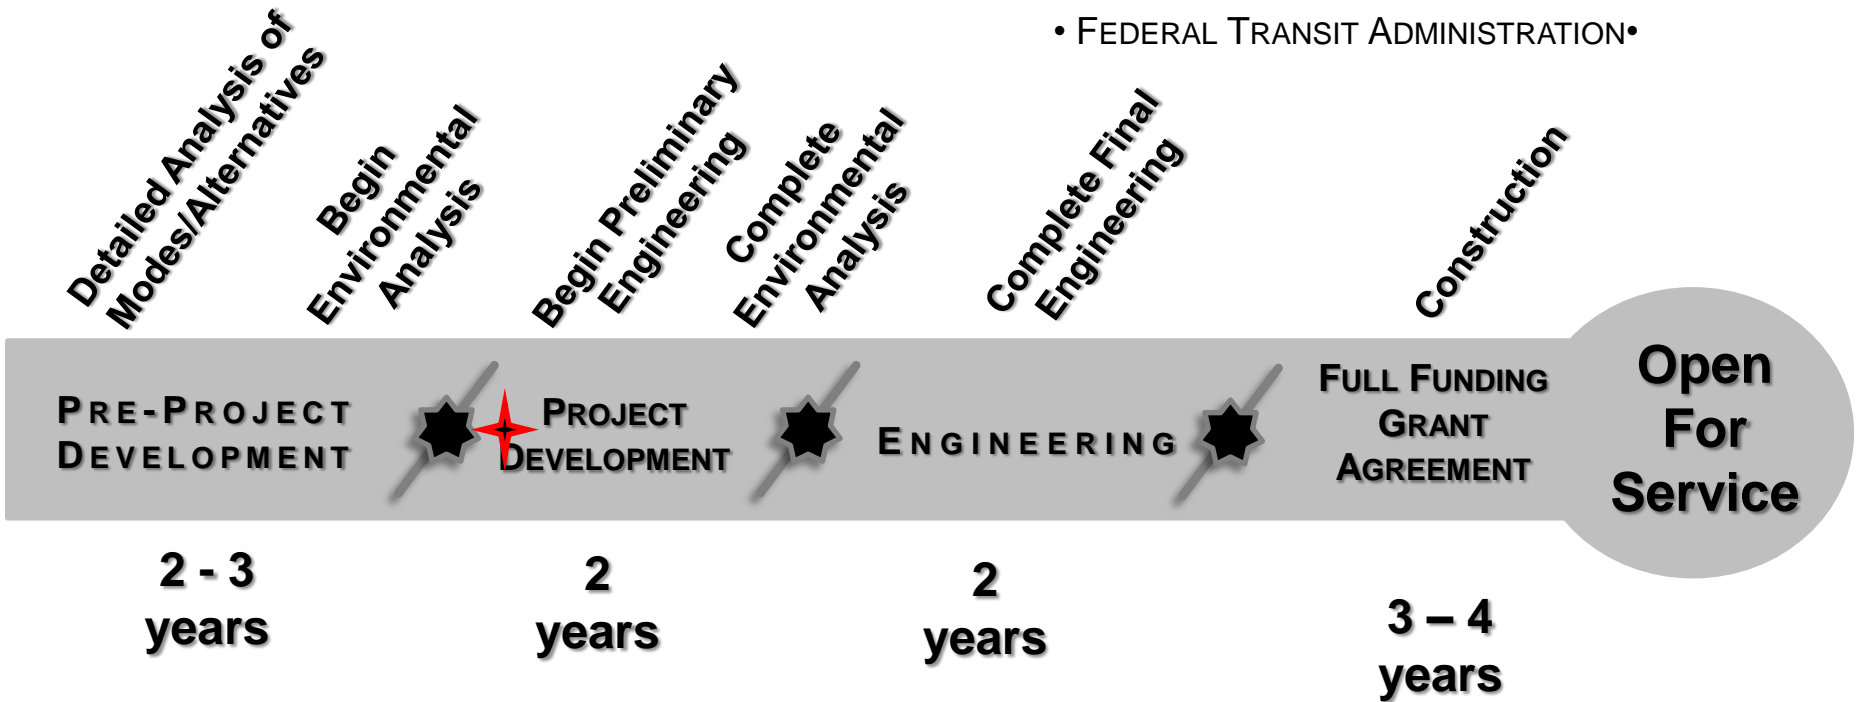 • FEDERAL TRANSIT ADMINISTRATION•
Detailed Analysis of
Modes/Alternatives
Begin
Environmental
Analysis
Begin Preliminary
Engineering
Complete
Environmental
Analysis
Complete Final
Engineering
Construction
PRE-PROJECT
DEVELOPMENT
PROJECT
DEVELOPMENT
ENGINEERING
FULL FUNDING
GRANT
AGREEMENT
Open
For
Service
2 - 3
years
2
years
2
years
3 – 4
years